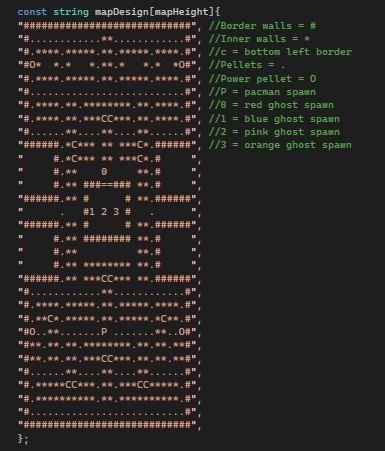 const string mapDesign[mapHeight]{
"############################", //Border walls = #
"#............**............#", //Inner walls = *
"#.****.*****.**.*****.****.#", //c = bottom left border
"#O*  *.*   *.**.*   *.*  *O#", //Pellets = .
"#.****.*****.**.*****.****.#", //Power pellet = O
"#..........................#", //P = pacman spawn
"#.****.**.********.**.****.#", //0 = red ghost spawn
"#.****.**.***CC***.**.****.#", //1 = blue ghost spawn
"#......**....**....**......#", //2 = pink ghost spawn
"######.*C*** ** ***C*.######", //3 = orange ghost spawn
"     #.*C*** ** ***C*.#     ",
"     #.**    0     **.#     ",
"     #.** ###==### **.#     ",
"######.** #      # **.######",
"      .   #1 2 3 #   .      ",
"######.** #      # **.######",
"     #.** ######## **.#     ",
"     #.**          **.#     ",
"     #.** ******** **.#     ",
"######.** ***CC*** **.######",
"#............**............#",
"#.****.*****.**.*****.****.#",
"#.**C*.*****.**.*****.*C**.#",
"#O..**.......P .......**..O#",
"#**.**.**.********.**.**.**#",
"#**.**.**.***CC***.**.**.**#",
"#......**....**....**......#",
"#.*****CC***.**.***CC*****.#",
"#.**********.**.**********.#",
"#..........................#",
"############################",
};